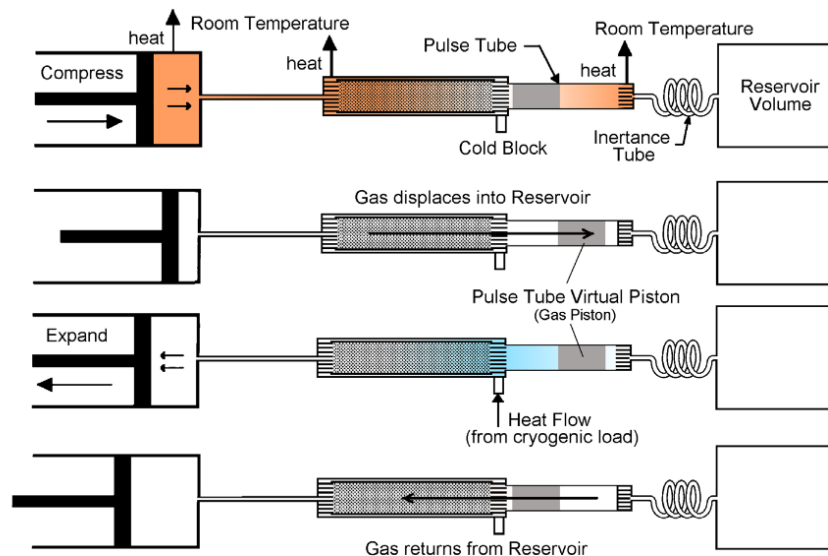 heat
Room Temperature
Room Temperature
Compress
heat
Pulse Tube
heat
Reservoir
Volume
Inertance
Tube
Cold Block
Gas displaces into Reservoir
Pulse Tube Virtual Piston
(Gas Piston)
Expand
Heat Flow
(from cryogenic load)
Gas returns from Reservoir